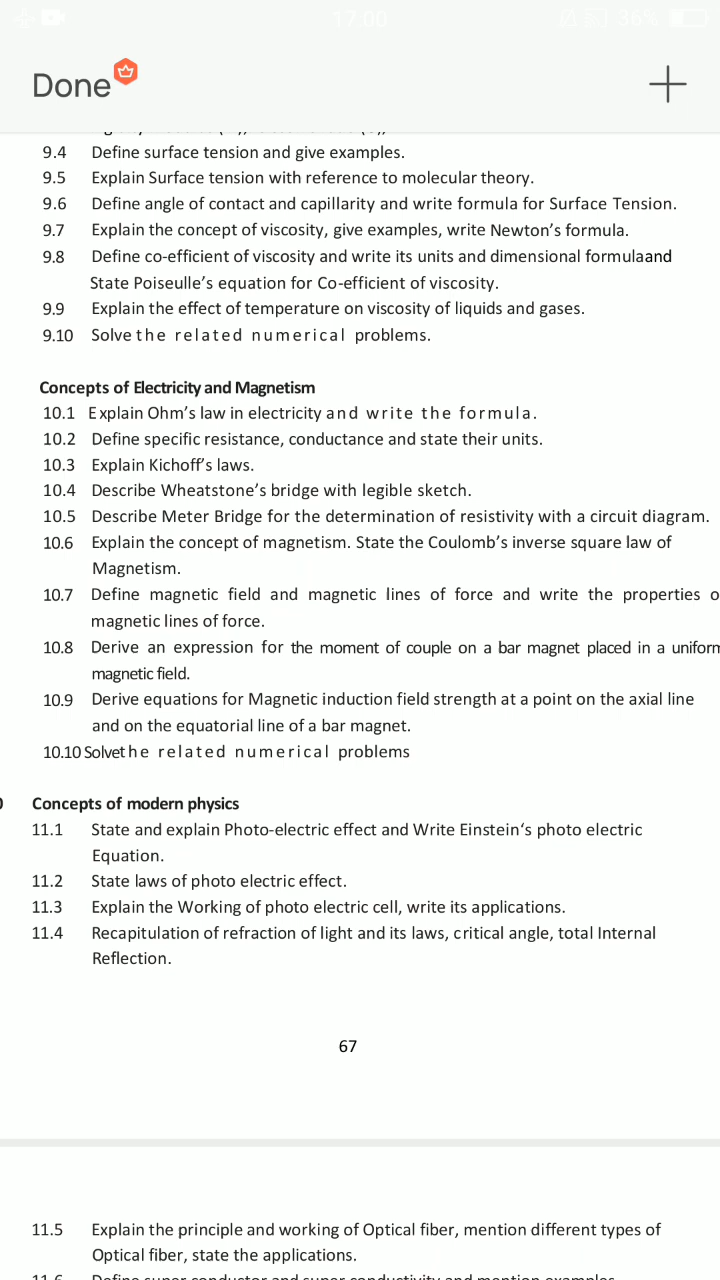 17:00
36%
Done
9.4 Define surface tension and give examples.
9.5 Explain Surface tension with reference to molecular theory.
9.6 Define angle of contact and capillarity and write formula for Surface Tension.
9.7 Explain the concept of viscosity, give examples, write Newton's formula.
9.8 Define co-efficient of viscosity and write its units and dimensional formulaand
State Poiseulle's equation for Co-efficient of viscosity.
9.9 Explain the effect of temperature on viscosity of liquids and gases.
9.10 Solve the related numerical problems.
Concepts of Electricity and Magnetism
10.1 Explain Ohm's law in electricity and write the formula.
10.2 Define specific resistance, conductance and state their units.
10.3 Explain Kichoff's laws.
10.4 Describe Wheatstone's bridge with legible sketch.
10.5 Describe Meter Bridge for the determination of resistivity with a circuit diagram.
10.6 Explain the concept of magnetism. State the Coulomb's inverse square law of
Magnetism.
10.7 Define magnetic field and magnetic lines of force and write the properties o
magnetic lines of force.
10.8 Derive an expression for the moment of couple on a bar magnet placed in a uniform
magnetic field.
10.9 Derive equations for Magnetic induction field strength at a point on the axial line
and on the equatorial line of a bar magnet.
10.10 Solvethe related numerical problems
Concepts of modern physics
11.1 State and explain Photo-electric effect and Write Einstein‘s photo electric
Equation.
11.2 State laws of photo electric effect.
11.3 Explain the Working of photo electric cell, write its applications.
11.4 Recapitulation of refraction of light and its laws, critical angle, total Internal
Reflection.
67
11.5 Explain the principle and working of Optical fiber, mention different types of
Optical fiber, state the applications.
11.6 Define super conductor and super conductivity and mention examples